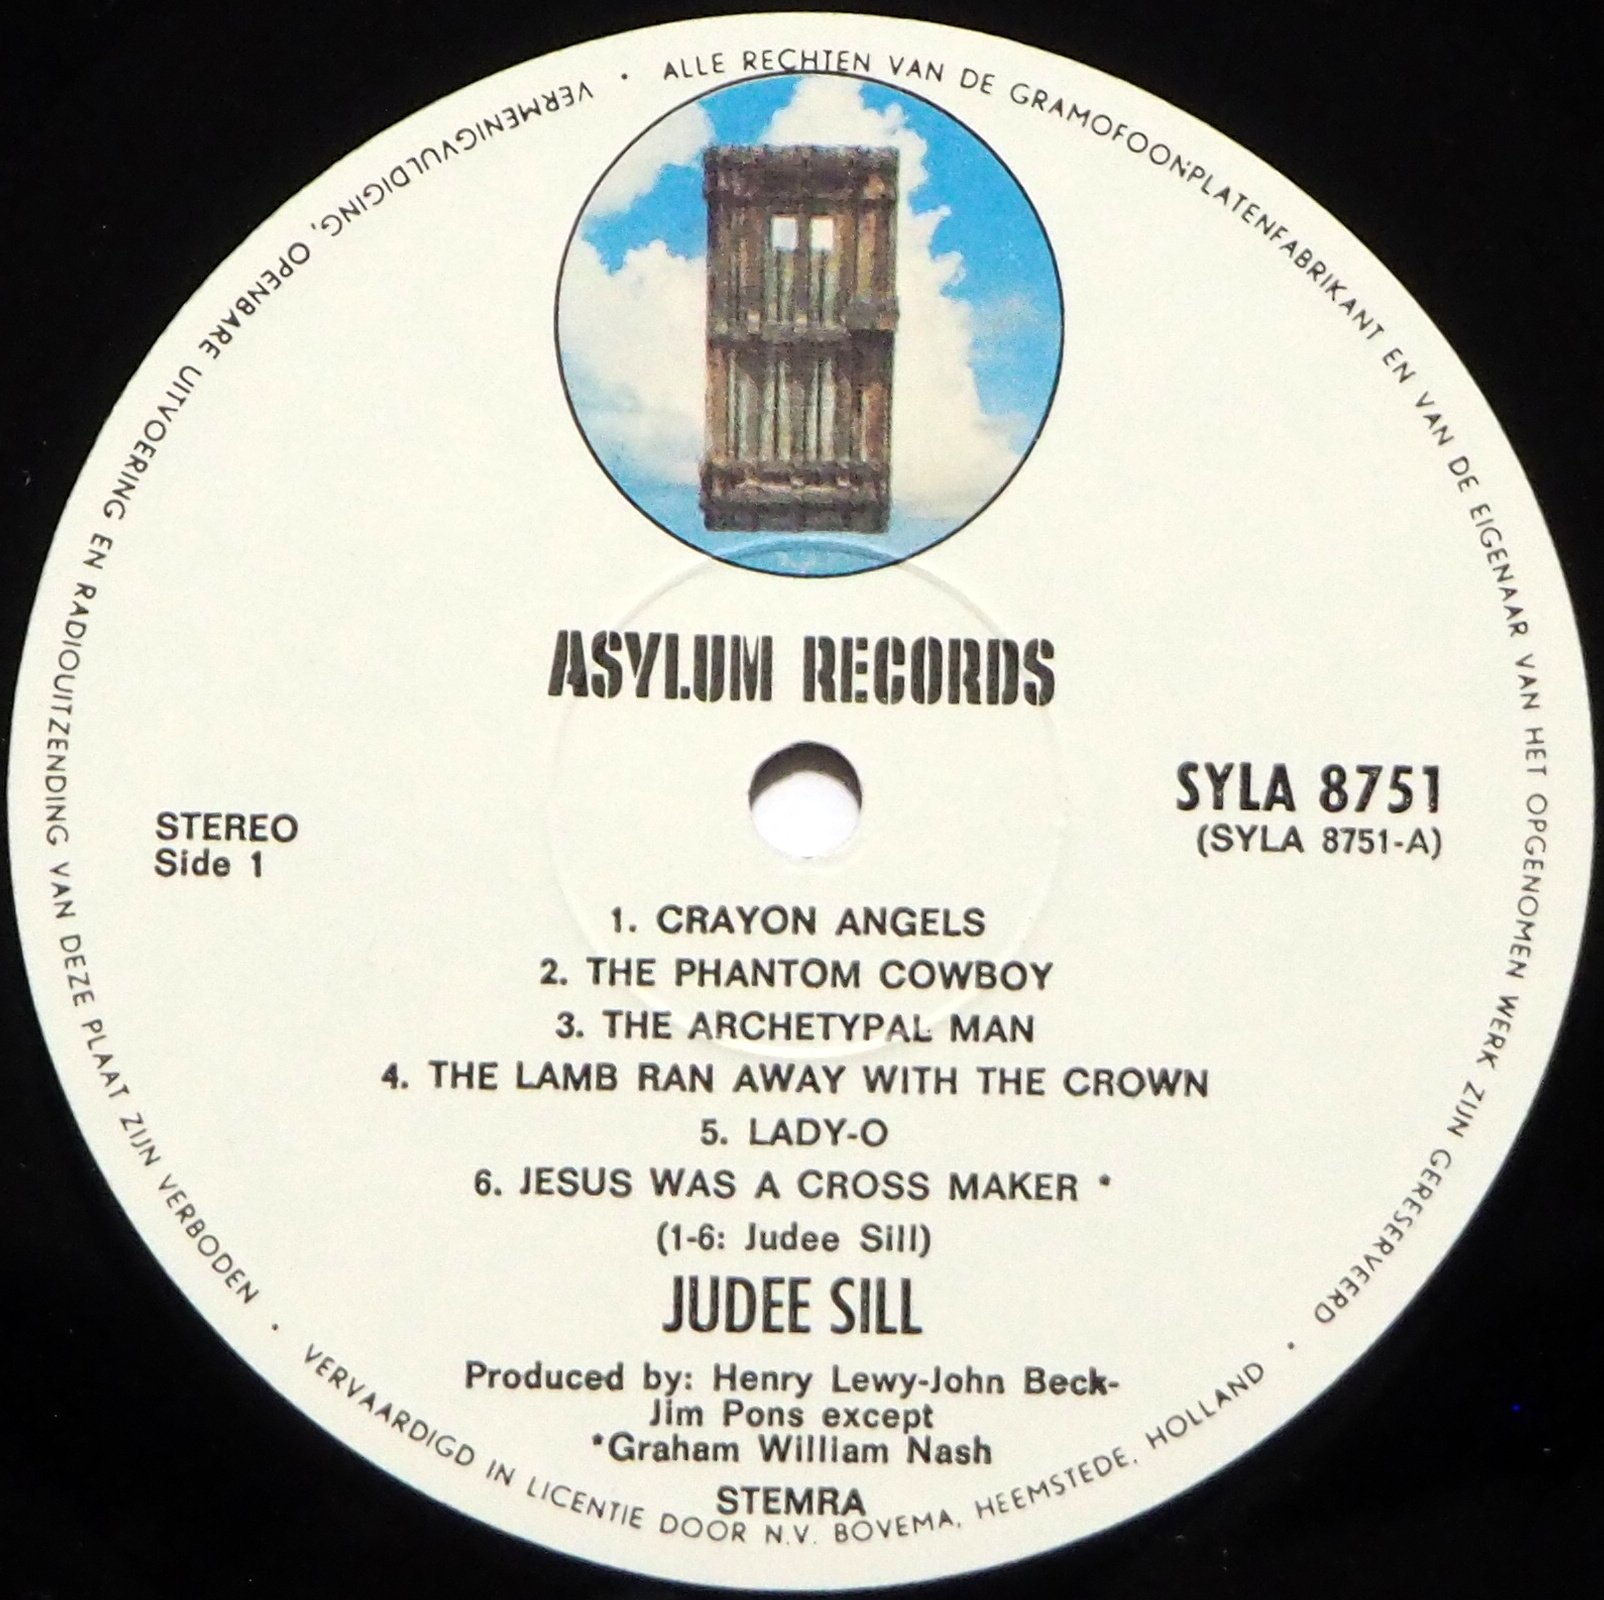 ALLE RECHTEN VAN DE GRAMOFOONPLATENFABRIKANT EN VAN DE EIGENAAR VAN HET OPGENOMEN WERK ZIJN GERESERVEERD •
VERMENIGVULDIGING, OPENBARE UITVOERING EN RADIOUITZENDING VAN DEZE PLAAT ZIJN VERBODEN •
ASYLUM RECORDS
STEREO
Side 1
SYLA 8751
(SYLA 8751-A)
1. CRAYON ANGELS
2. THE PHANTOM COWBOY
3. THE ARCHETYPAL MAN
4. THE LAMB RAN AWAY WITH THE CROWN
5. LADY-O
6. JESUS WAS A CROSS MAKER *
(1-6: Judee Sill)
JUDEE SILL
Produced by: Henry Lewy-John Beck-
Jim Pons except
*Graham William Nash
STEMRA
VERVAARDIGD IN LICENTIE DOOR N.V. BOVEMA, HEEMSTEDE, HOLLAND